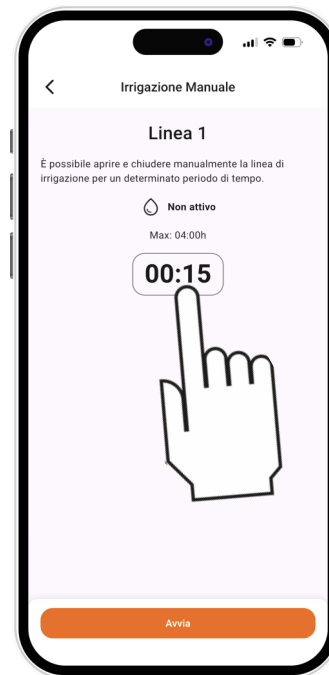 Irrigazione Manuale
Linea 1
È possibile aprire e chiudere manualmente la linea di
irrigazione per un determinato periodo di tempo.
Non attivo
Max: 04:00h
00:15
Avvia